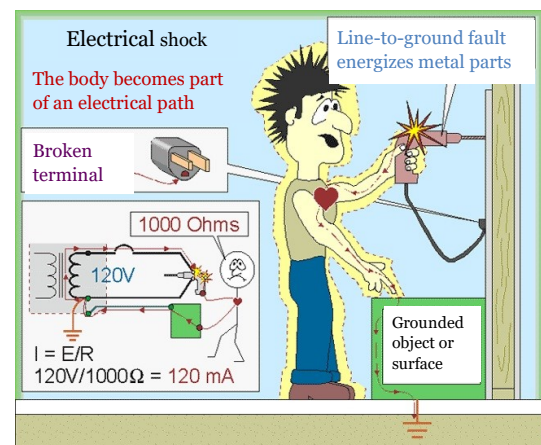 Electrical shock
The body becomes part
of an electrical path
Line-to-ground fault
energizes metal parts
Broken
terminal
1000 Ohms
120V
I = E/R
120V/1000Ω = 120 mA
Grounded
object or
surface